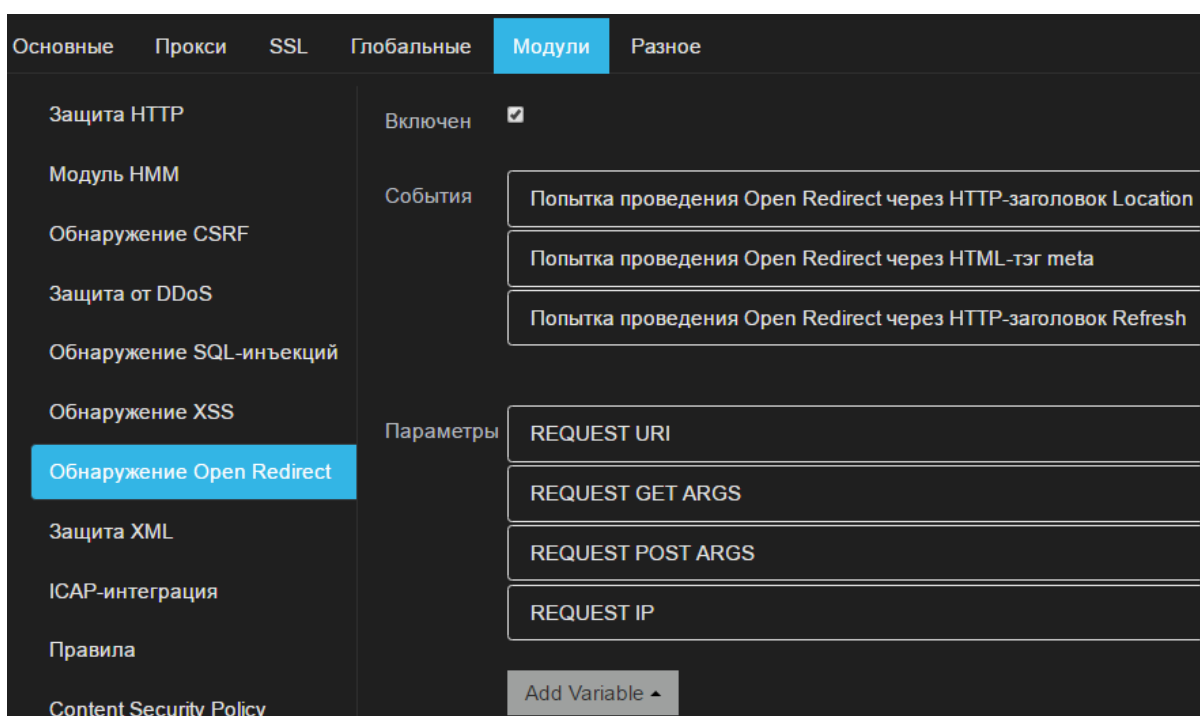 Основные Прокси SSL Глобальные Модули Разное
Защита HTTP
Модуль HMM
Обнаружение CSRF
Защита от DDoS
Обнаружение SQL-инъекций
Обнаружение XSS
Обнаружение Open Redirect
Защита XML
ICAP-интеграция
Правила
Content Security Policy
Включен
События
Попытка проведения Open Redirect через HTTP-заголовок Location
Попытка проведения Open Redirect через HTML-тэг meta
Попытка проведения Open Redirect через HTTP-заголовок Refresh
Параметры
REQUEST URI
REQUEST GET ARGS
REQUEST POST ARGS
REQUEST IP
Add Variable